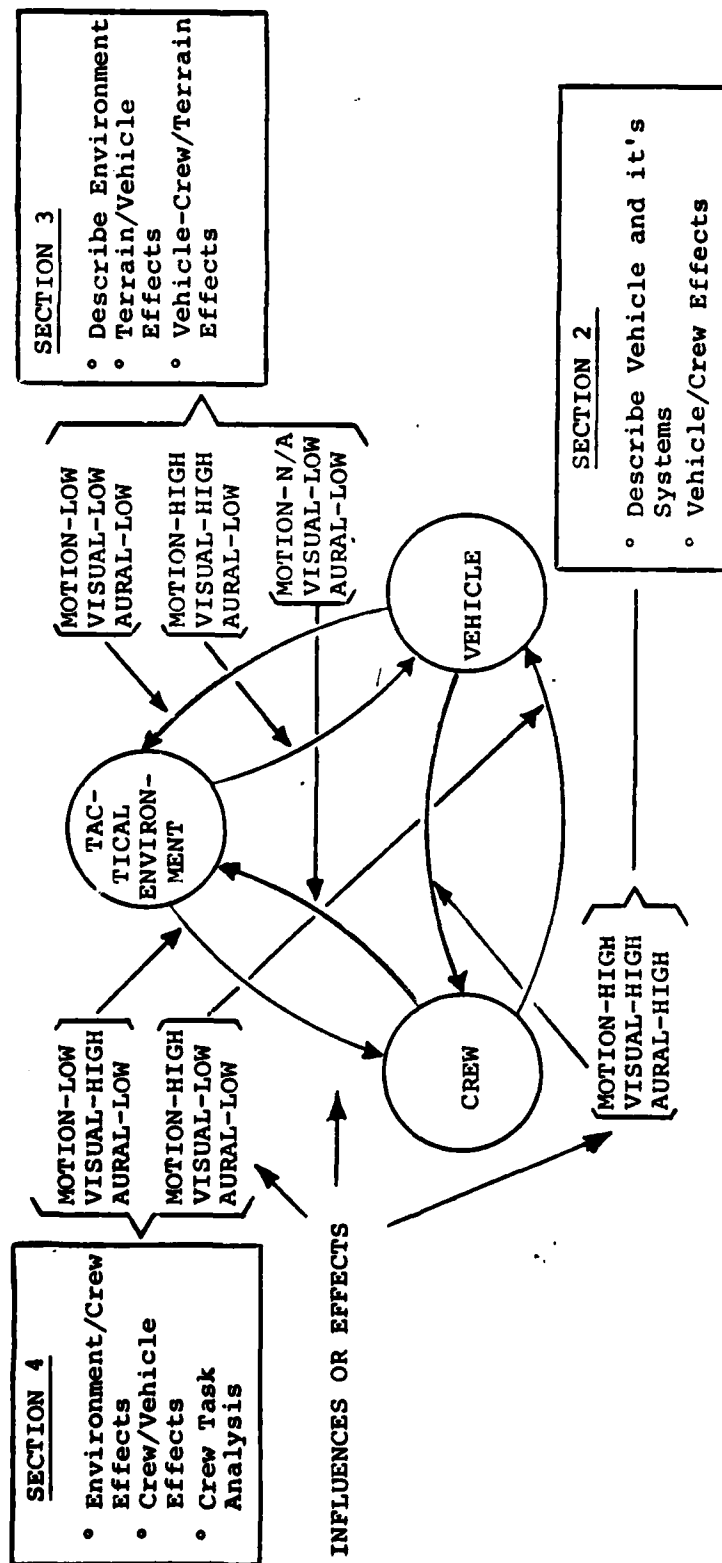 SECTION 4
° Environment/Crew
Effects
° Crew/Vehicle
Effects
° Crew Task
Analysis
MOTION-LOW
VISUAL-HIGH
AURAL-LOW
MOTION-HIGH
VISUAL-LOW
AURAL-LOW
INFLUENCES OR EFFECTS
TAC-
TICAL
ENVIRON-
MENT
CREW
VEHICLE
MOTION-LOW
VISUAL-LOW
AURAL-LOW
MOTION-HIGH
VISUAL-HIGH
AURAL-LOW
MOTION-N/A
VISUAL-LOW
AURAL-LOW
SECTION 3
° Describe Environment
° Terrain/Vehicle
Effects
° Vehicle-Crew/Terrain
Effects
MOTION-HIGH
VISUAL-HIGH
AURAL-HIGH
SECTION 2
° Describe Vehicle and it's
Systems
° Vehicle/Crew Effects